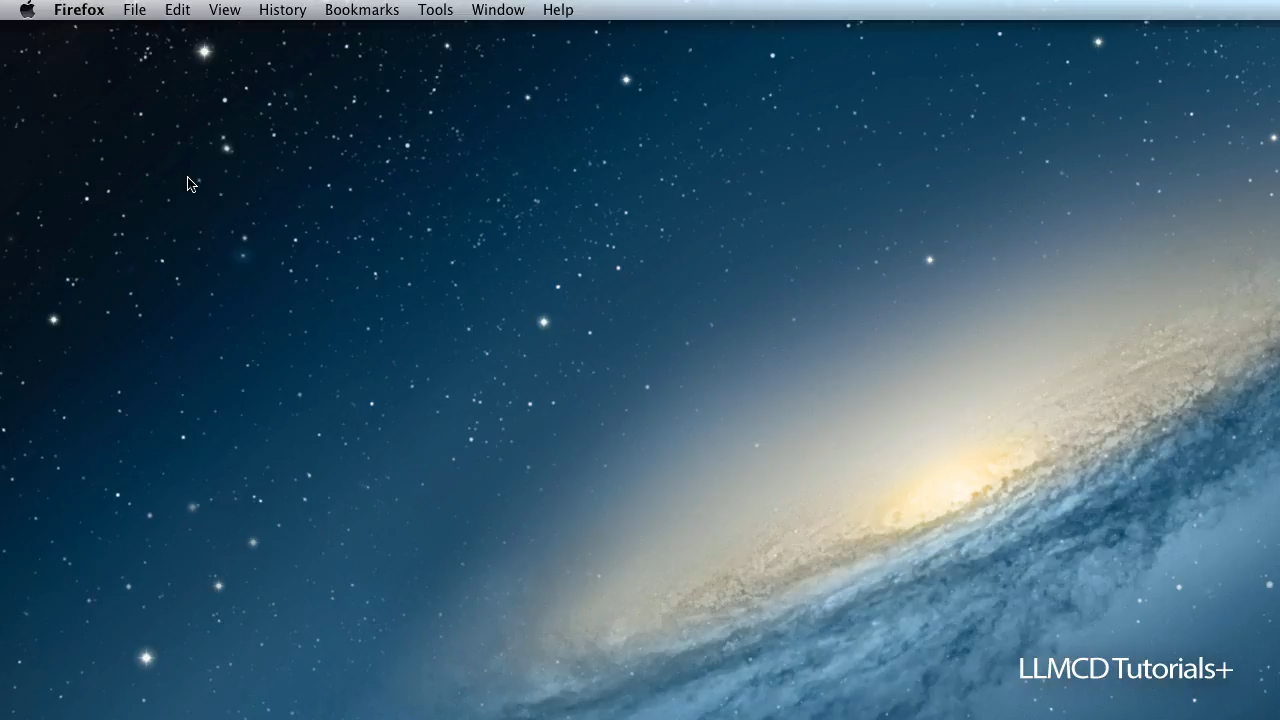 Firefox File Edit View History Bookmarks Tools Window Help
LLMCD Tutorials+